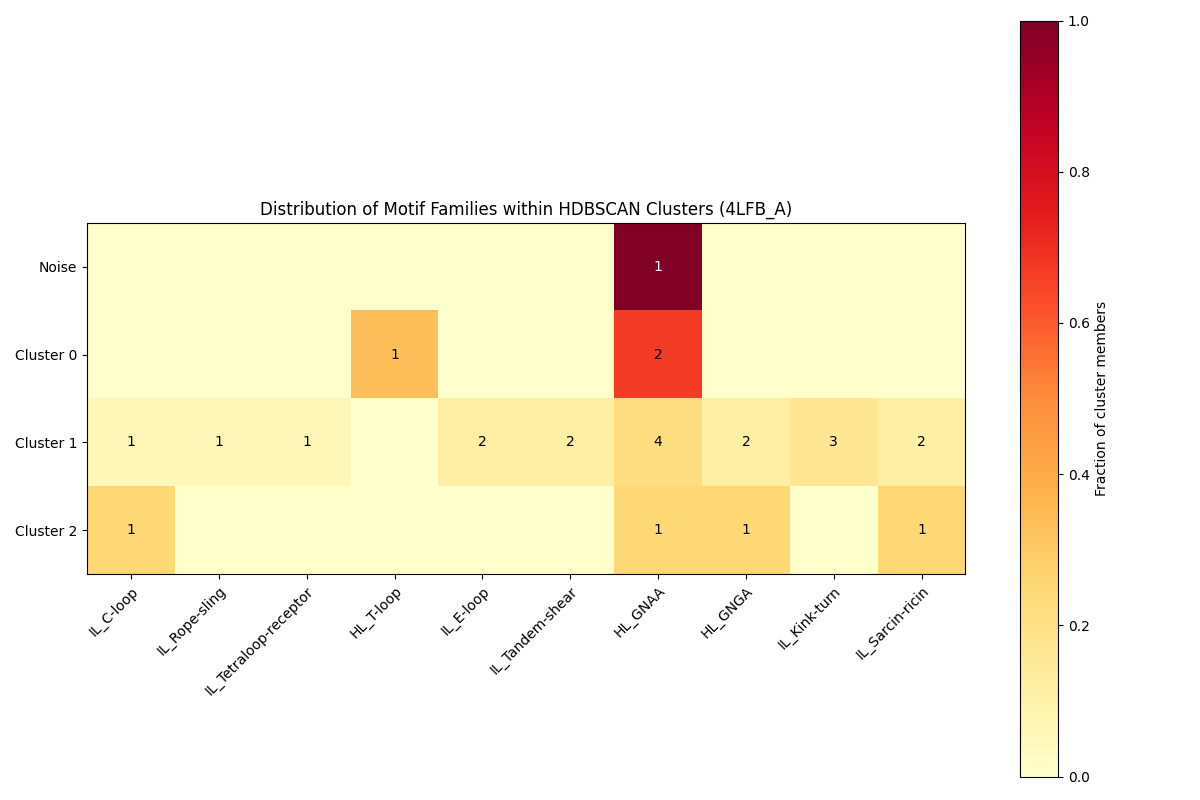 Distribution of Motif Families within HDBSCAN Clusters (4LFB_A)
Noise 1
Cluster 0 1 2
Cluster 1 1 1 1 2 2 4 2 3 2
Cluster 2 1 1 1 1
IL_C-loop
IL_Rope-sling
IL_Tetraloop-receptor
HL_T-loop
IL_E-loop
IL_Tandem-shear
HL_GNAA
HL_GNGA
IL_Kink-turn
IL_Sarcin-ricin
1.0
0.8
0.6
0.4
0.2
0.0
Fraction of cluster members